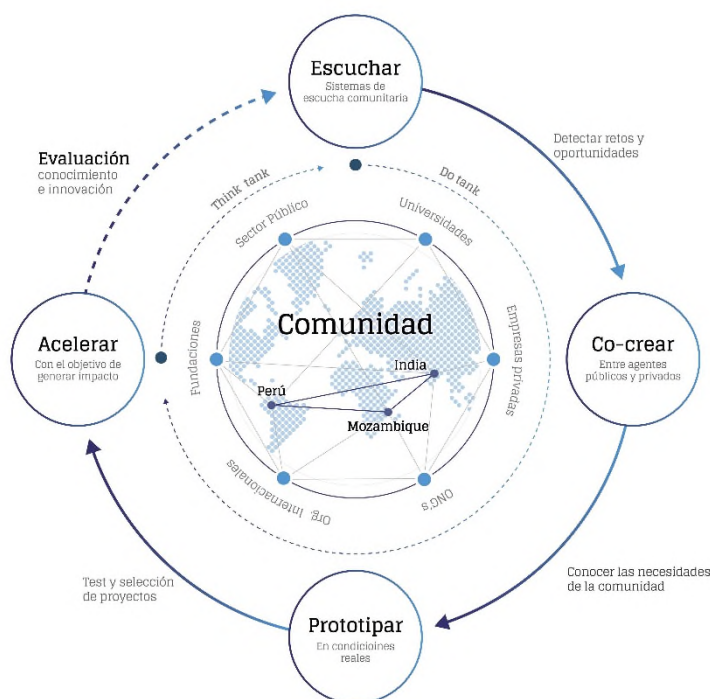 Escuchar
Sistemas de
escucha comunitaria
Evaluación
conocimiento
e innovación
Detectar retos y
oportunidades
Think tank
Do tank
Sector Público
Universidades
Fundaciones
Empresas privadas
Comunidad
India
Perú
Mozambique
Org. Internacionales
ONG's
Acelerar
Con el objetivo de
generar impacto
Co-crear
Entre agentes
públicos y privados
Test y selección
de proyectos
Conocer las necesidades
de la comunidad
Prototipar
En condicioines
reales